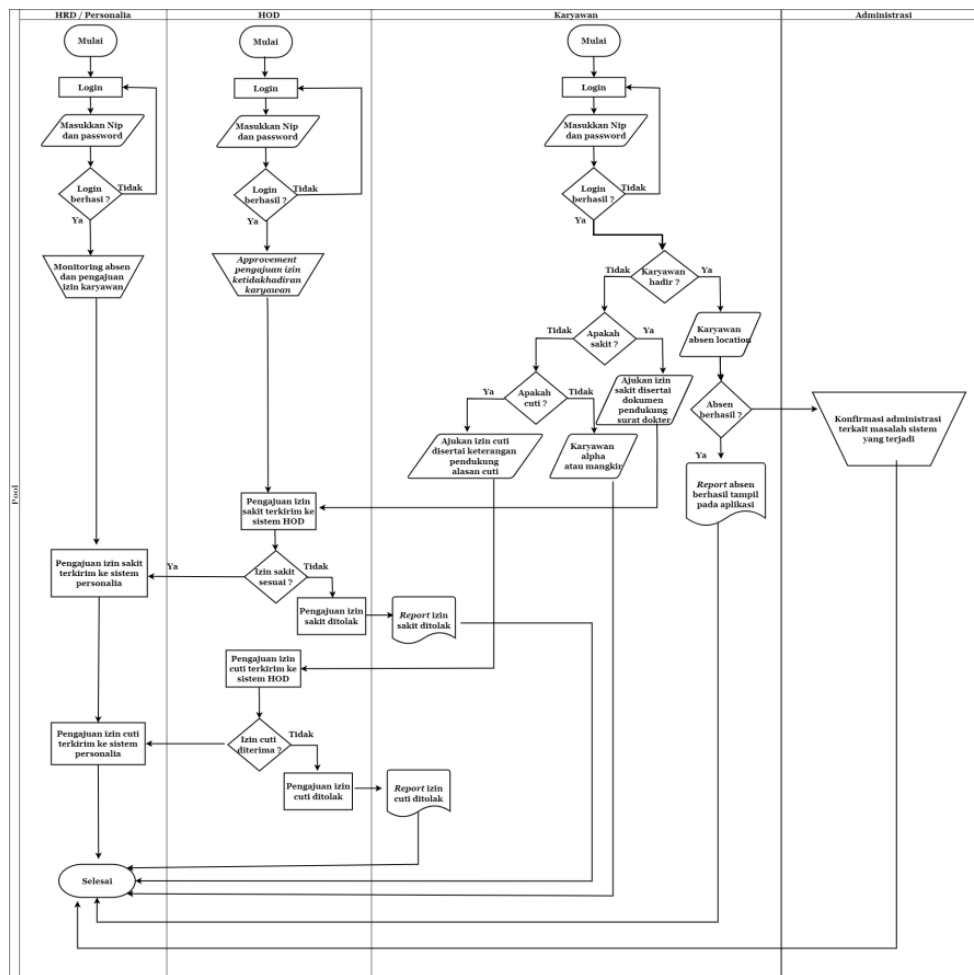 HRD / Personalia
HOD
Karyawan
Administrasi
Pool
Mulai
Login
Masukkan Nip
dan password
Login
berhasi ?
Tidak
Ya
Monitoring absen
dan pengajuan
izin karyawan
Pengajuan izin sakit
terkirim ke sistem
personalia
Pengajuan izin cuti
terkirim ke sistem
personalia
Selesai
Mulai
Login
Masukkan Nip
dan password
Login
berhasil ?
Tidak
Ya
Approvement
pengajuan izin
ketidakhadiran
karyawan
Pengajuan izin
sakit terkirim ke
sistem HOD
Izin sakit
sesuai ?
Ya
Tidak
Pengajuan izin
sakit ditolak
Pengajuan izin
cuti terkirim ke
sistem HOD
Izin cuti
diterima ?
Tidak
Pengajuan izin
cuti ditolak
Mulai
Login
Masukkan Nip
dan password
Login
berhasil ?
Tidak
Ya
Karyawan
hadir ?
Tidak
Ya
Apakah
sakit ?
Tidak
Ya
Karyawan
absen location
Apakah
cuti ?
Ya
Tidak
Ajukan izin
sakit disertai
dokumen
pendukung
surat dokter
Absen
berhasil ?
Ya
Ajukan izin cuti
disertai keterangan
pendukung
alasan cuti
Karyawan
alpha
atau mangkir
Report absen
berhasil tampil
pada aplikasi
Report izin
sakit ditolak
Report izin
cuti ditolak
Konfirmasi administrasi
terkait masalah sistem
yang terjadi